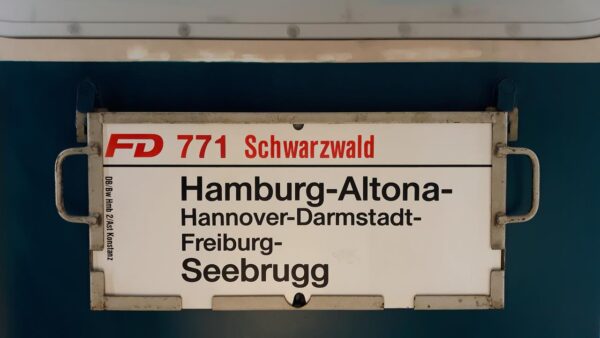 FD 771 Schwarzwald
Hamburg-Altona-
Hannover-Darmstadt-
Freiburg-
Seebrugg
DB/Bw Hmb 2/Ast Konstanz